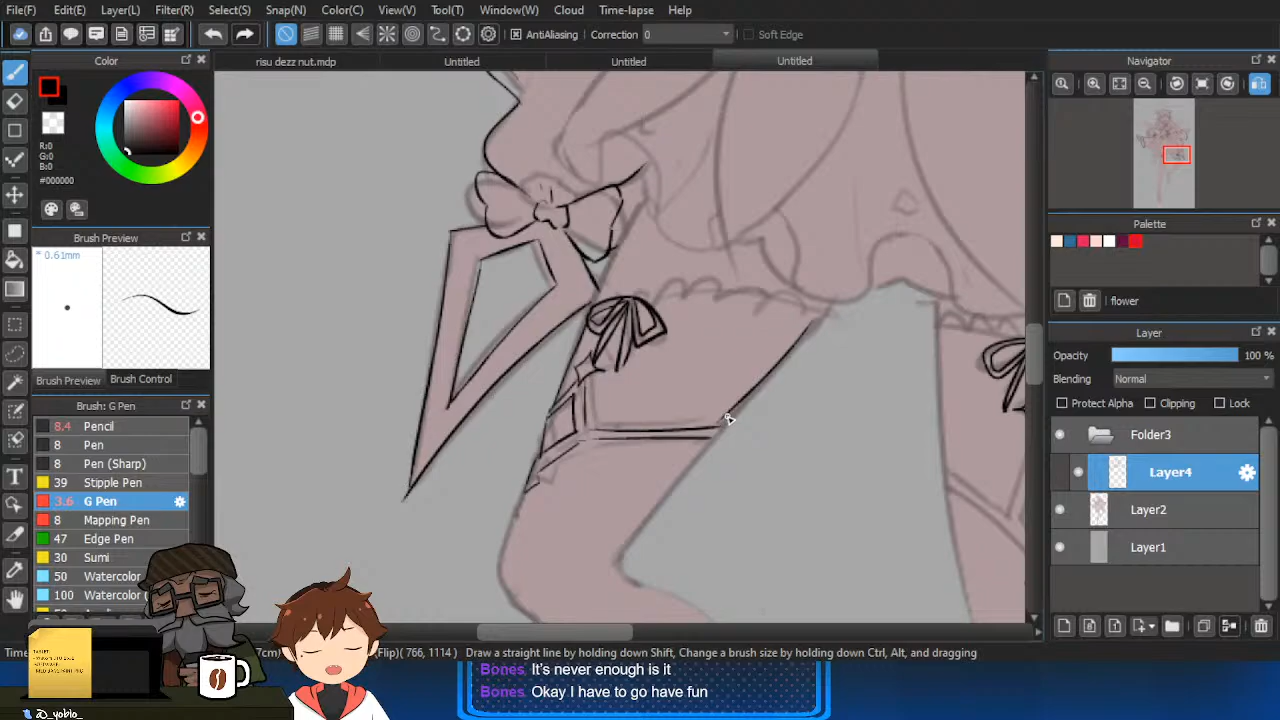 File(F) Edit(E) Layer(L) Filter(R) Select(S) Snap(N) Color(C) View(V) Tool(T) Window(W) Cloud Time-lapse Help
AntiAliasing Correction 0 Soft Edge
Color
risu dezz nut.mdp Untitled Untitled Untitled
Navigator
R:0
G:0
B:0
#000000
Brush Preview
0.61mm
Brush Preview Brush Control
Brush: G Pen
8.4 Pencil
8 Pen
8 Pen (Sharp)
39 Stipple Pen
3.6 G Pen
8 Mapping Pen
47 Edge Pen
30 Sumi
50 Watercolor
100 Watercolor
Palette
flower
Layer
Opacity 100 %
Blending Normal
Protect Alpha Clipping Lock
Folder3
Layer4
Layer2
Layer1
(Flip)( 766, 1114 ) Draw a straight line by holding down Shift, Change a brush size by holding down Ctrl, Alt, and dragging
Bones It's never enough is it
Bones Okay I have to go have fun